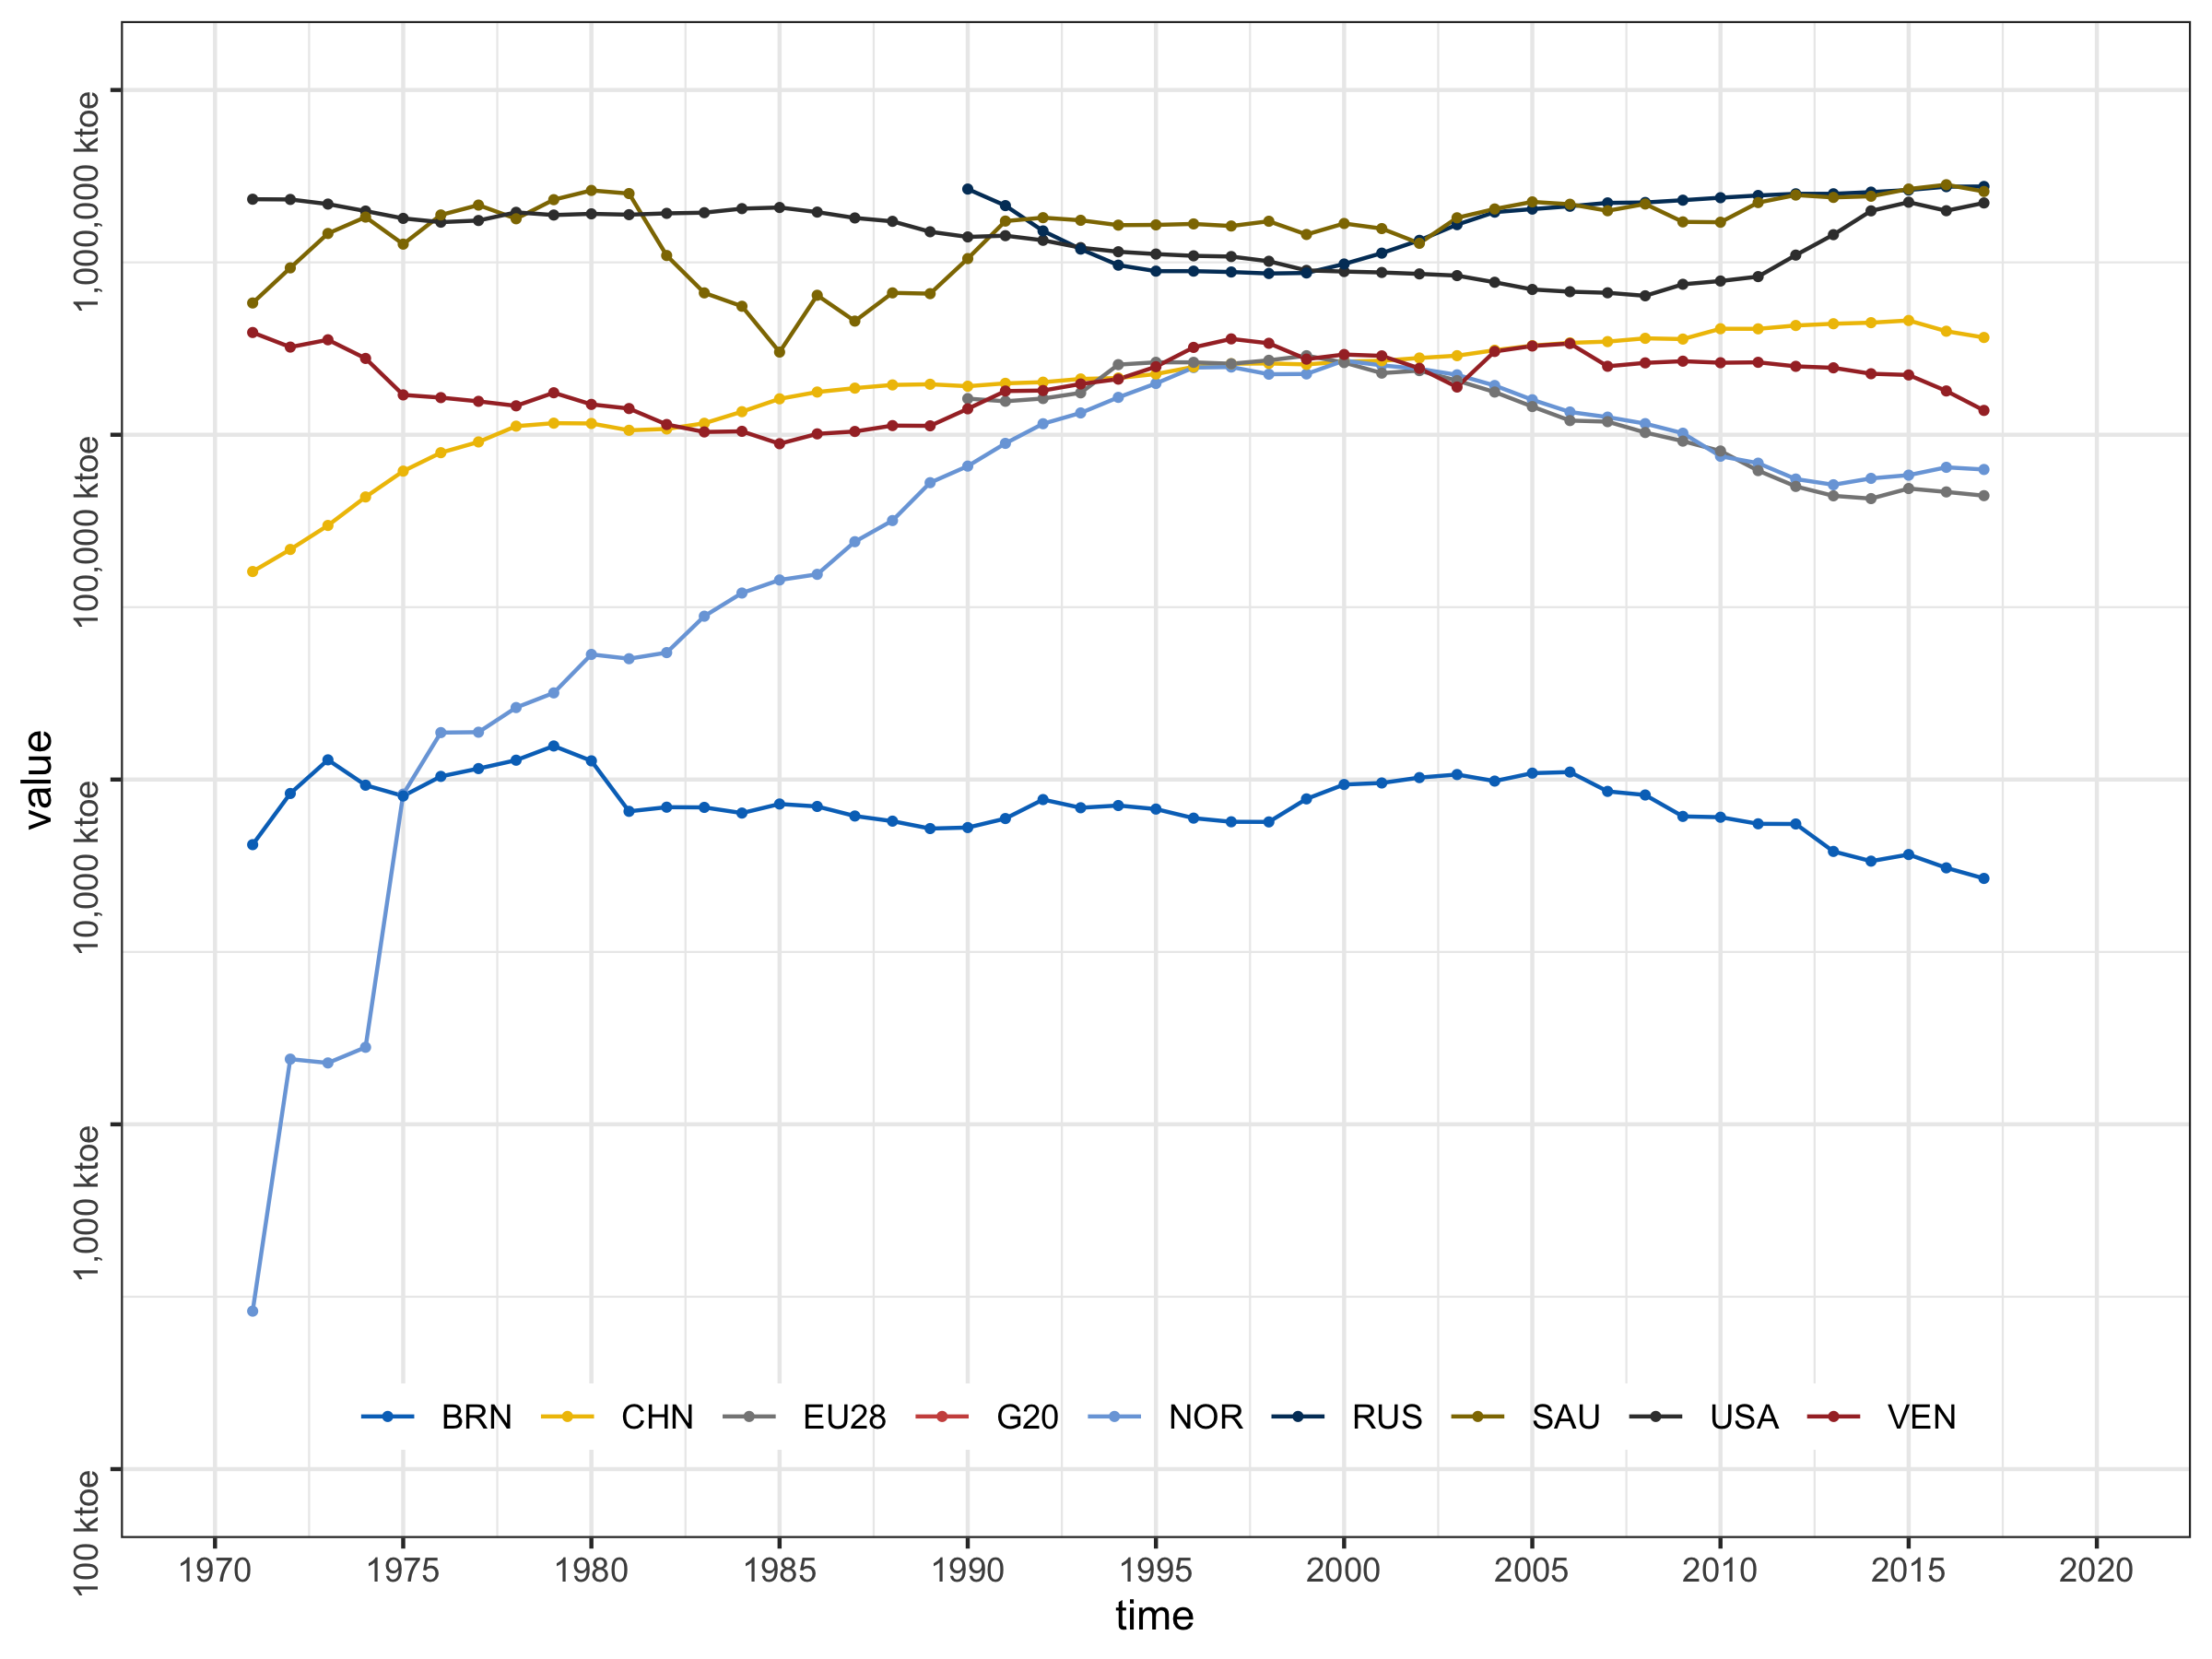 value
1,000,000 ktoe
100,000 ktoe
10,000 ktoe
1,000 ktoe
100 ktoe
BRN CHN EU28 G20 NOR RUS SAU USA VEN
1970 1975 1980 1985 1990 1995 2000 2005 2010 2015 2020
time